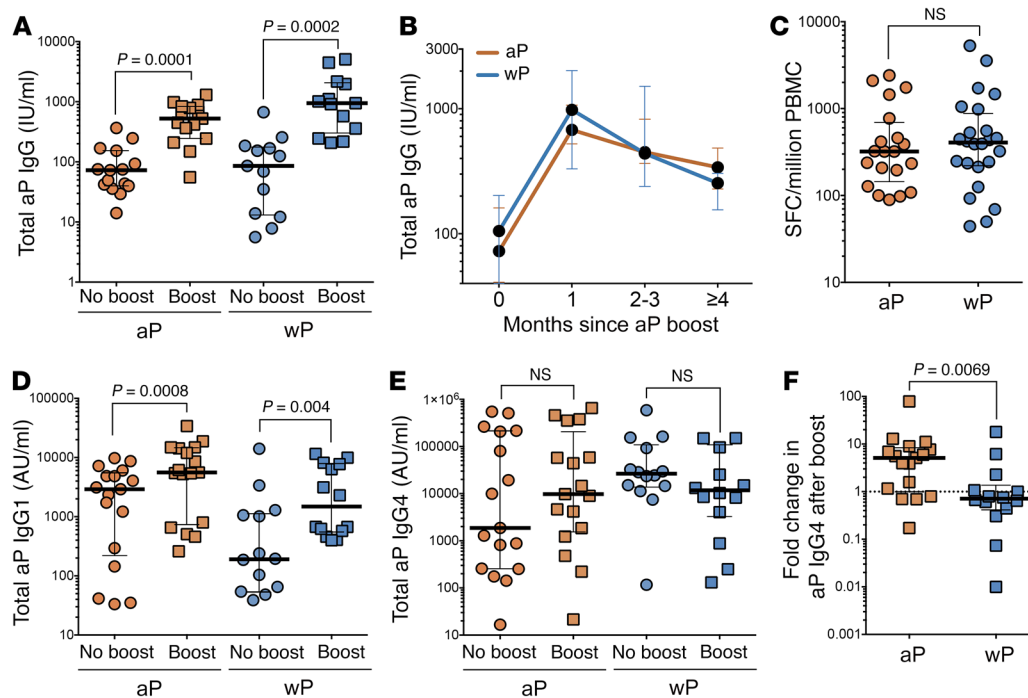 A
P = 0.0001
P = 0.0002
Total aP IgG (IU/ml)
10000
1000
100
10
1
No boost Boost No boost Boost
aP wP
B
aP
wP
Total aP IgG (IU/ml)
3000
1000
100
0 1 2-3 ≥4
Months since aP boost
C
NS
SFC/million PBMC
10000
1000
100
10
aP wP
D
P = 0.0008
P = 0.004
Total aP IgG1 (AU/ml)
100000
10000
1000
100
10
No boost Boost No boost Boost
aP wP
E
NS NS
Total aP IgG4 (AU/ml)
1×10⁶
100000
10000
1000
100
10
No boost Boost No boost Boost
aP wP
F
P = 0.0069
Fold change in
aP IgG4 after boost
100
10
1
0.1
0.01
0.001
aP wP